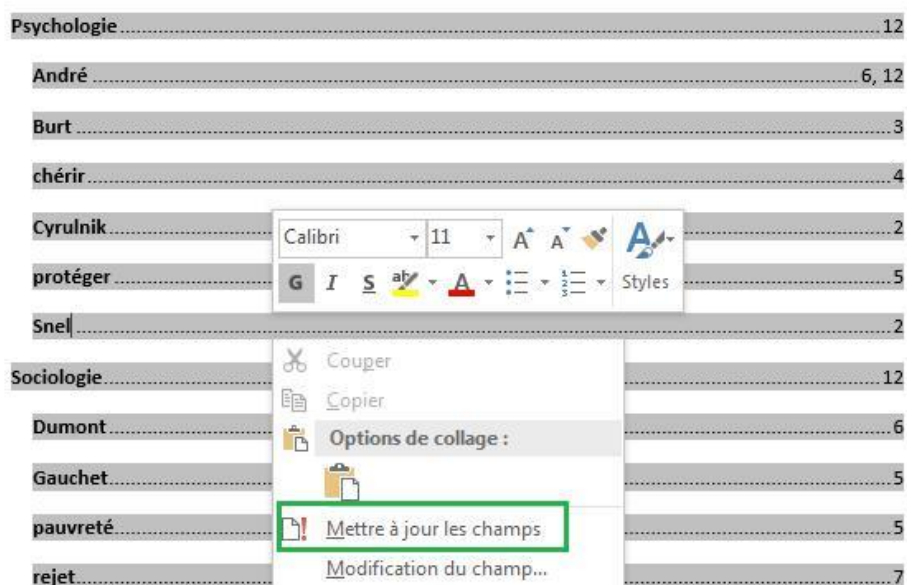 Psychologie............12
André............6, 12
Burt............3
chérir............4
Cyrulnik............2
Calibri 11 A A A
protéger............5
G I S ab A Styles
Snel............2
Couper
Sociologie............12
Copier
Dumont............6
Options de collage :
Gauchet............5
pauvreté............5
Mettre à jour les champs
Modification du champ...
rejet............7